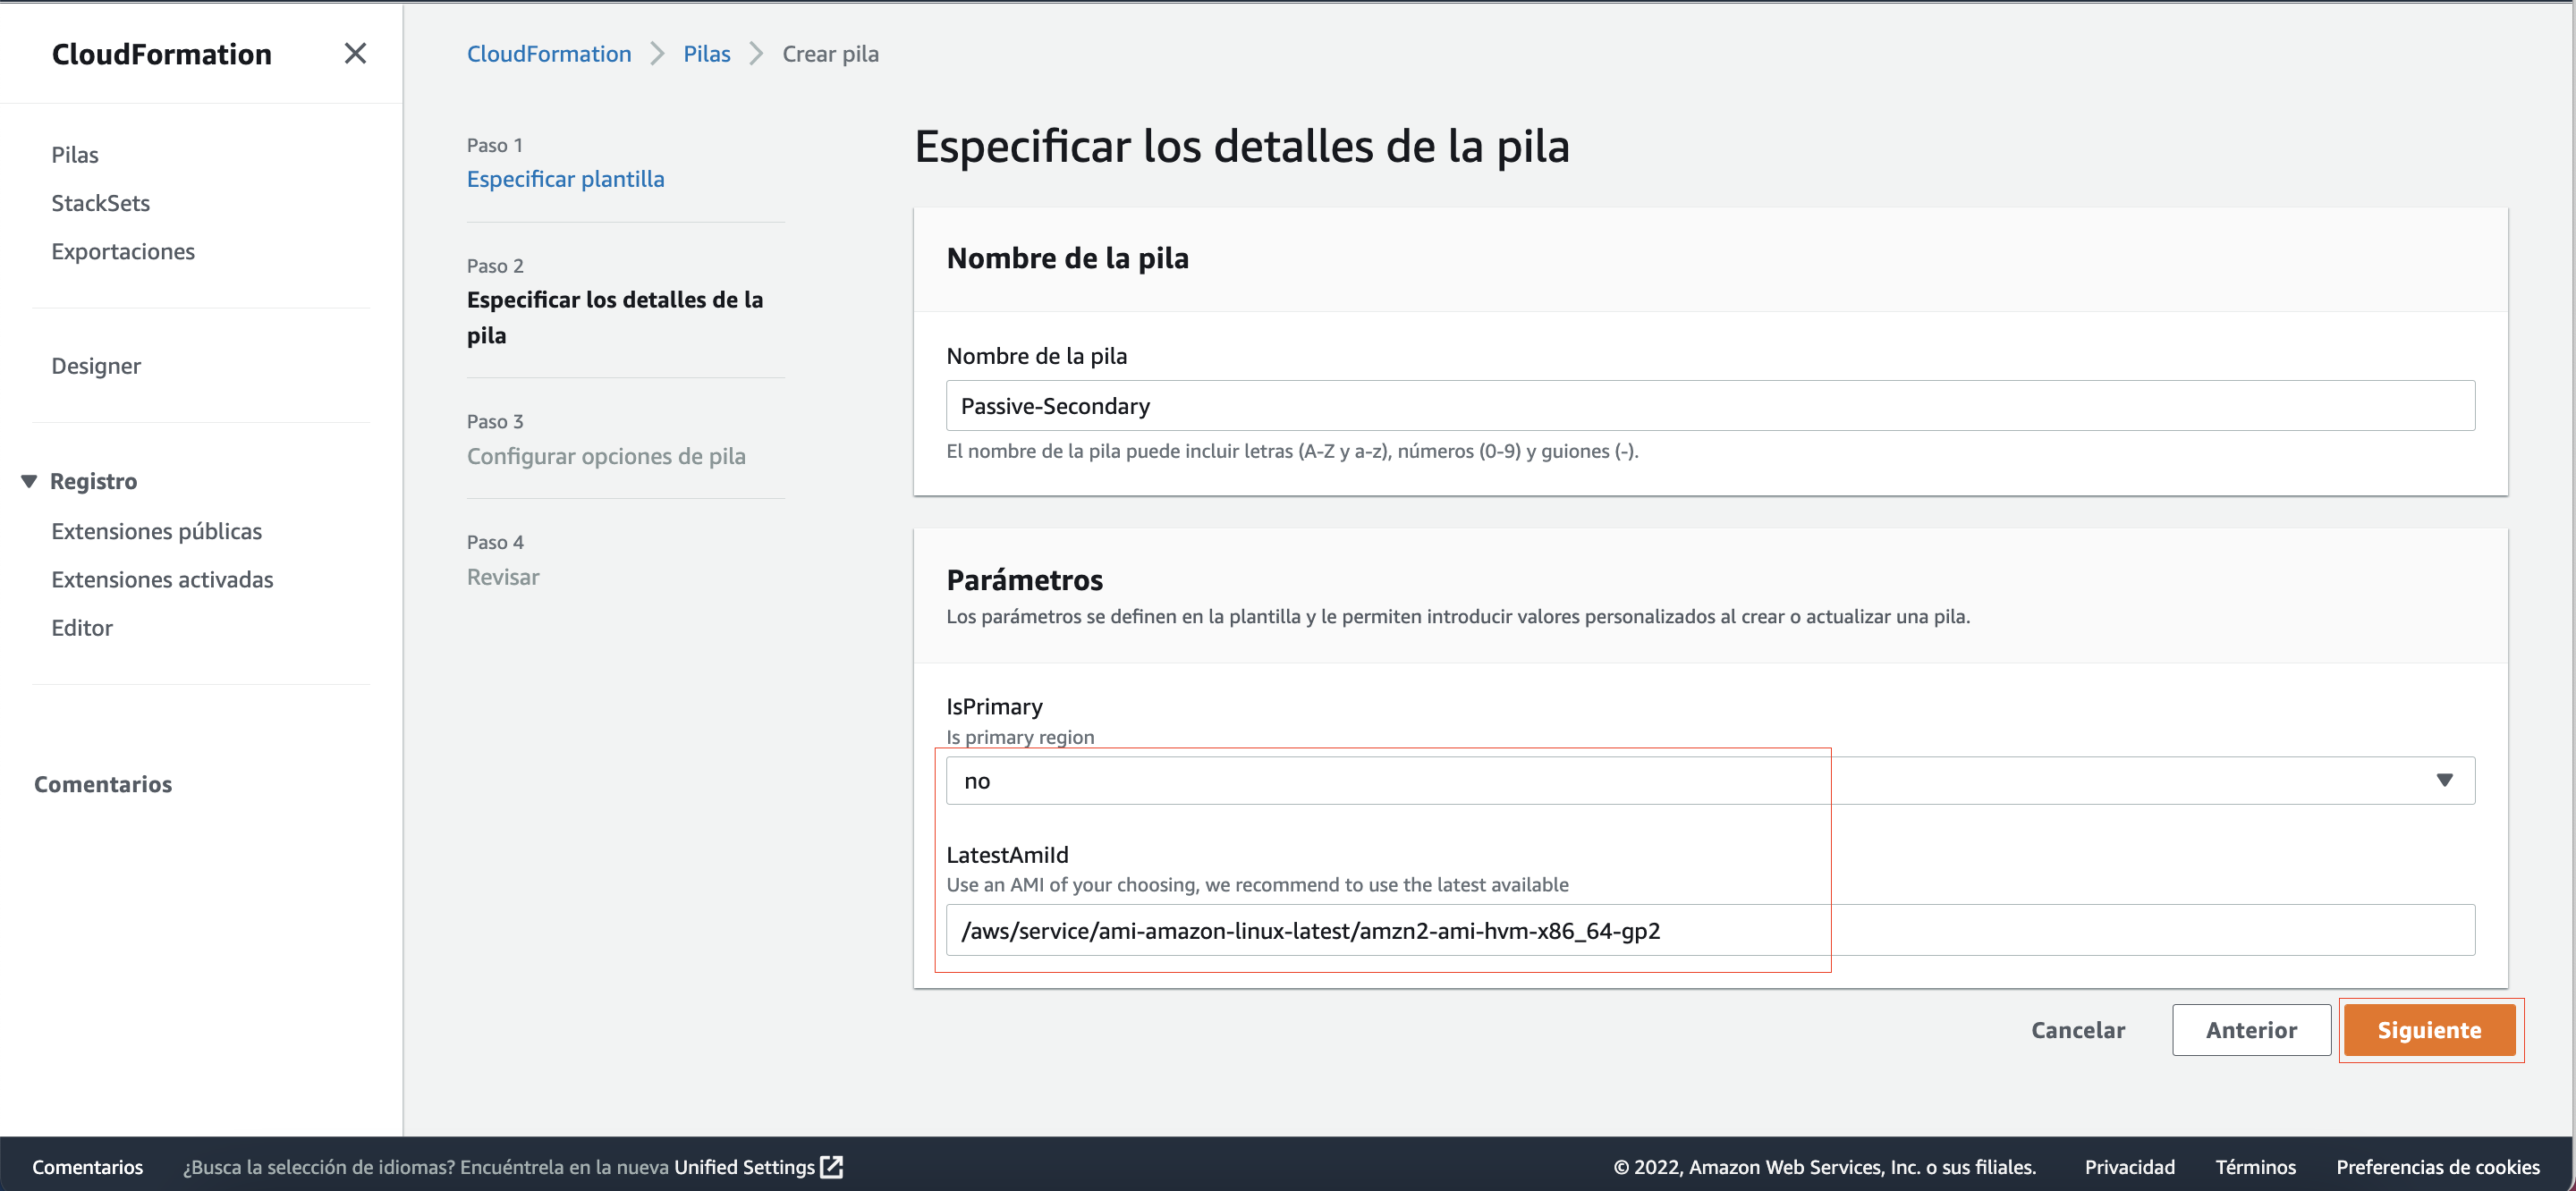 CloudFormation
Pilas
StackSets
Exportaciones
Designer
Registro
Extensiones públicas
Extensiones activadas
Editor
Comentarios
CloudFormation
Pilas
Crear pila
Paso 1
Especificar plantilla
Paso 2
Especificar los detalles de la
pila
Paso 3
Configurar opciones de pila
Paso 4
Revisar
Especificar los detalles de la pila
Nombre de la pila
Nombre de la pila
Passive-Secondary
El nombre de la pila puede incluir letras (A-Z y a-z), números (0-9) y guiones (-).
Parámetros
Los parámetros se definen en la plantilla y le permiten introducir valores personalizados al crear o actualizar una pila.
IsPrimary
Is primary region
no
LatestAmiId
Use an AMI of your choosing, we recommend to use the latest available
/aws/service/ami-amazon-linux-latest/amzn2-ami-hvm-x86_64-gp2
Cancelar
Anterior
Siguiente
Comentarios
¿Busca la selección de idiomas? Encuéntrela en la nueva Unified Settings
© 2022, Amazon Web Services, Inc. o sus filiales.
Privacidad
Términos
Preferencias de cookies